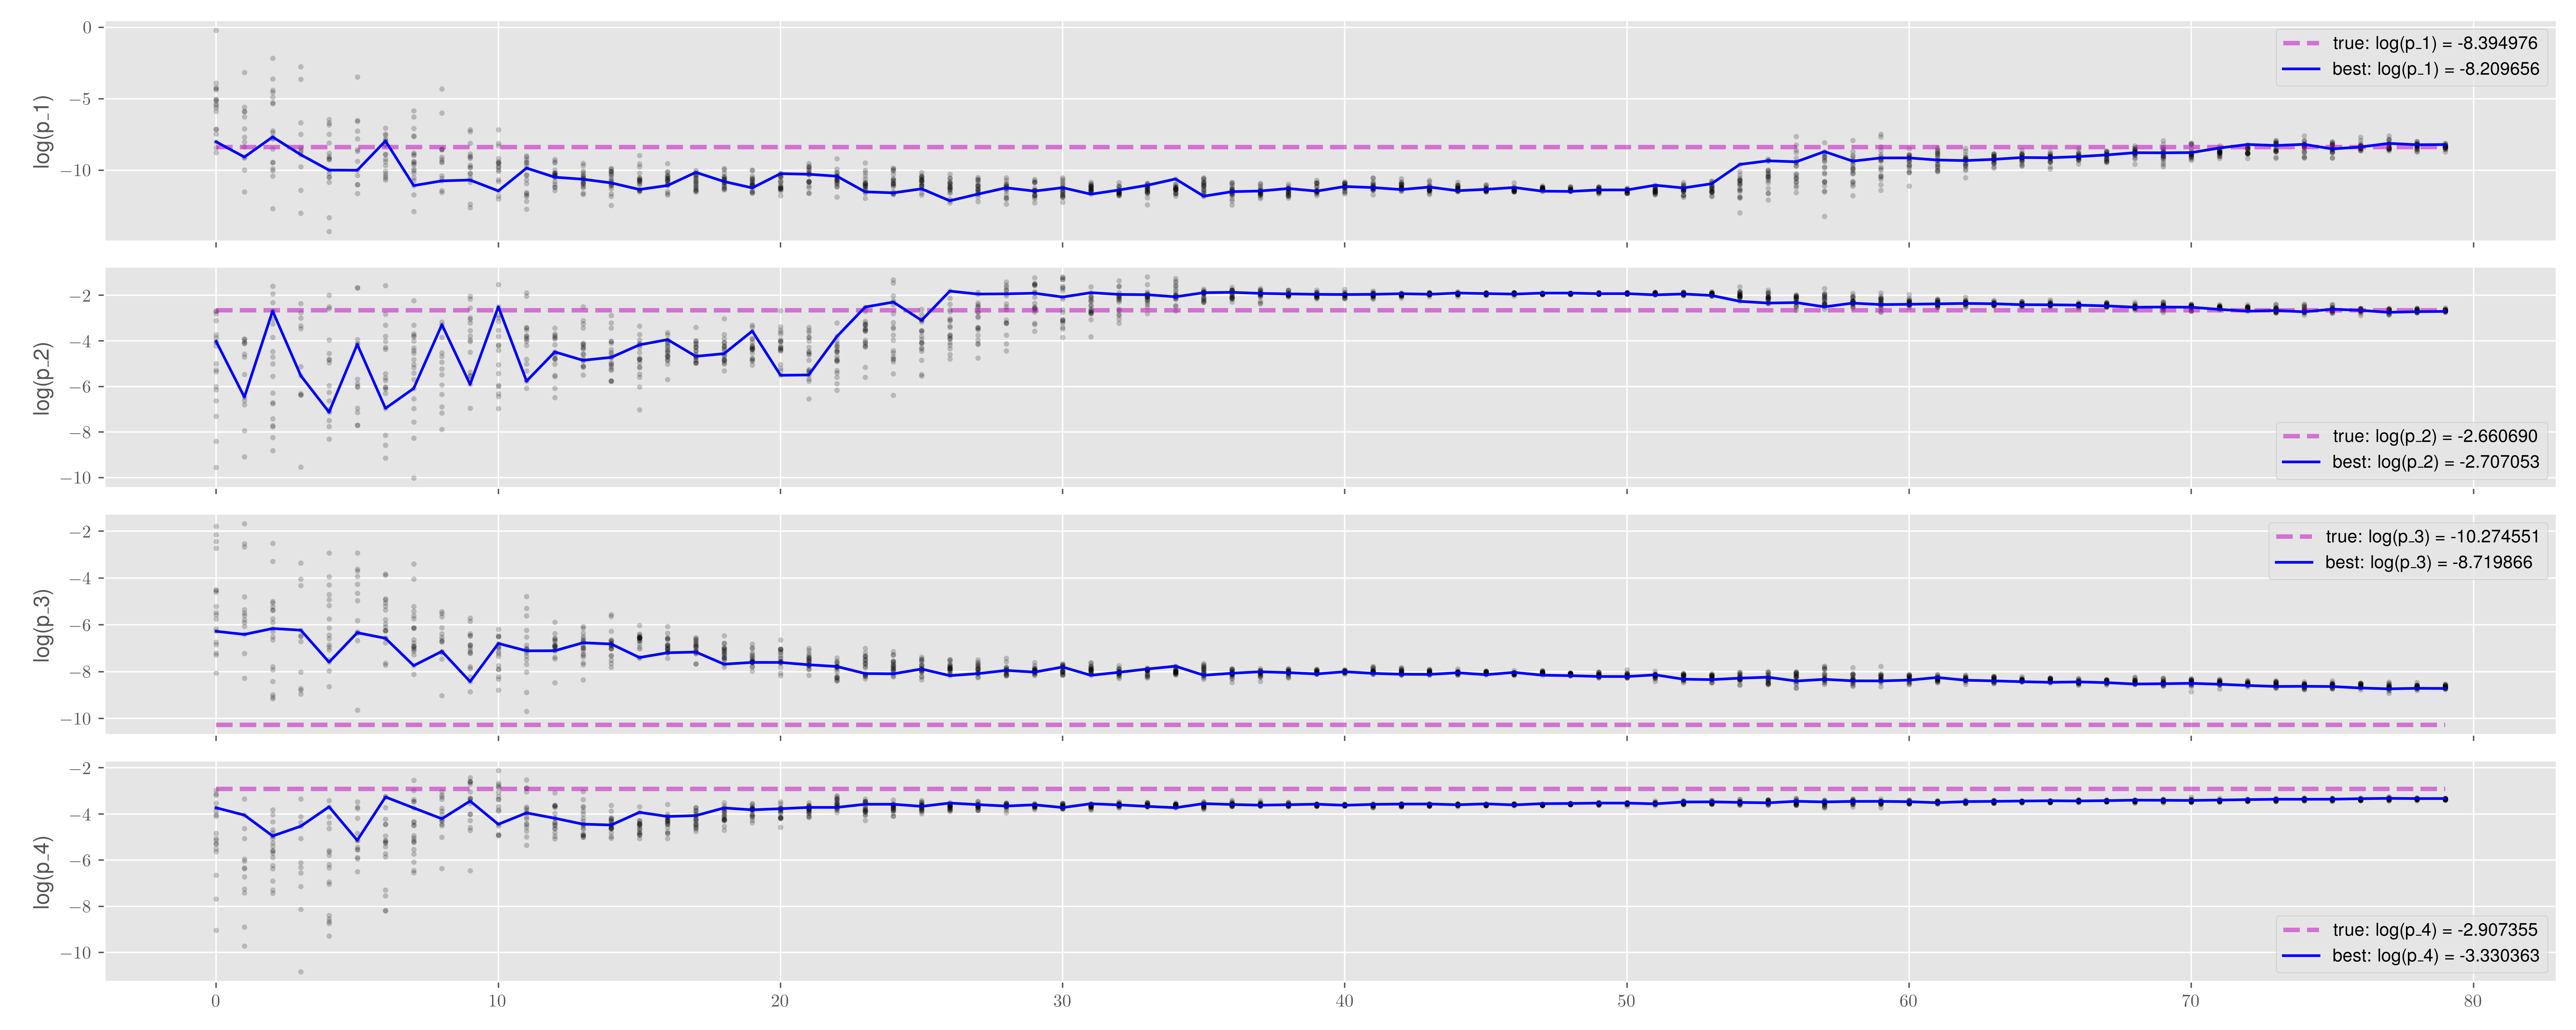 0
−5
−10
log(p_1)
true: log(p_1) = -8.394976
best: log(p_1) = -8.209656
−2
−4
−6
−8
−10
log(p_2)
true: log(p_2) = -2.660690
best: log(p_2) = -2.707053
−2
−4
−6
−8
−10
log(p_3)
true: log(p_3) = -10.274551
best: log(p_3) = -8.719866
−2
−4
−6
−8
−10
log(p_4)
true: log(p_4) = -2.907355
best: log(p_4) = -3.330363
0 10 20 30 40 50 60 70 80